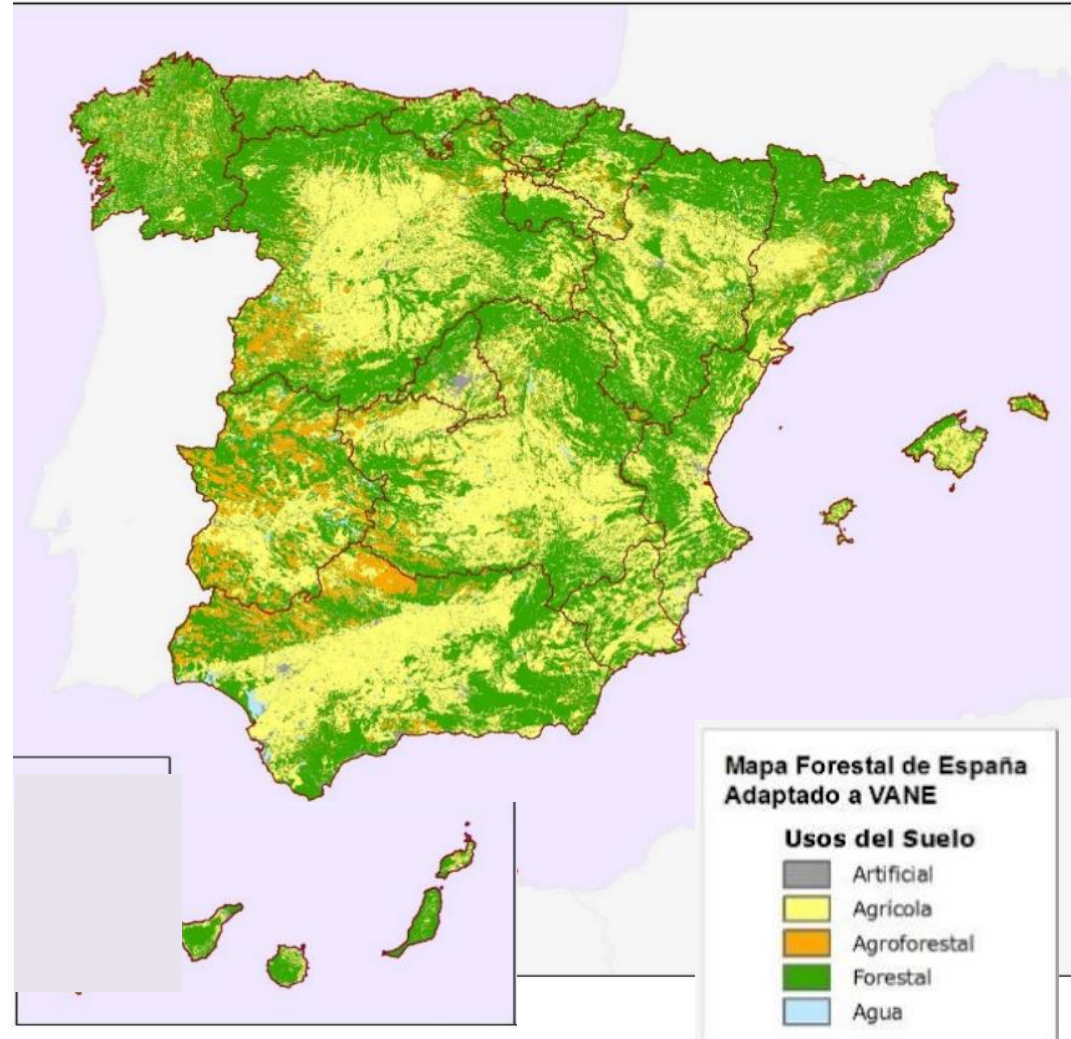 Mapa Forestal de España
Adaptado a VANE
Usos del Suelo
Artificial
Agrícola
Agroforestal
Forestal
Agua